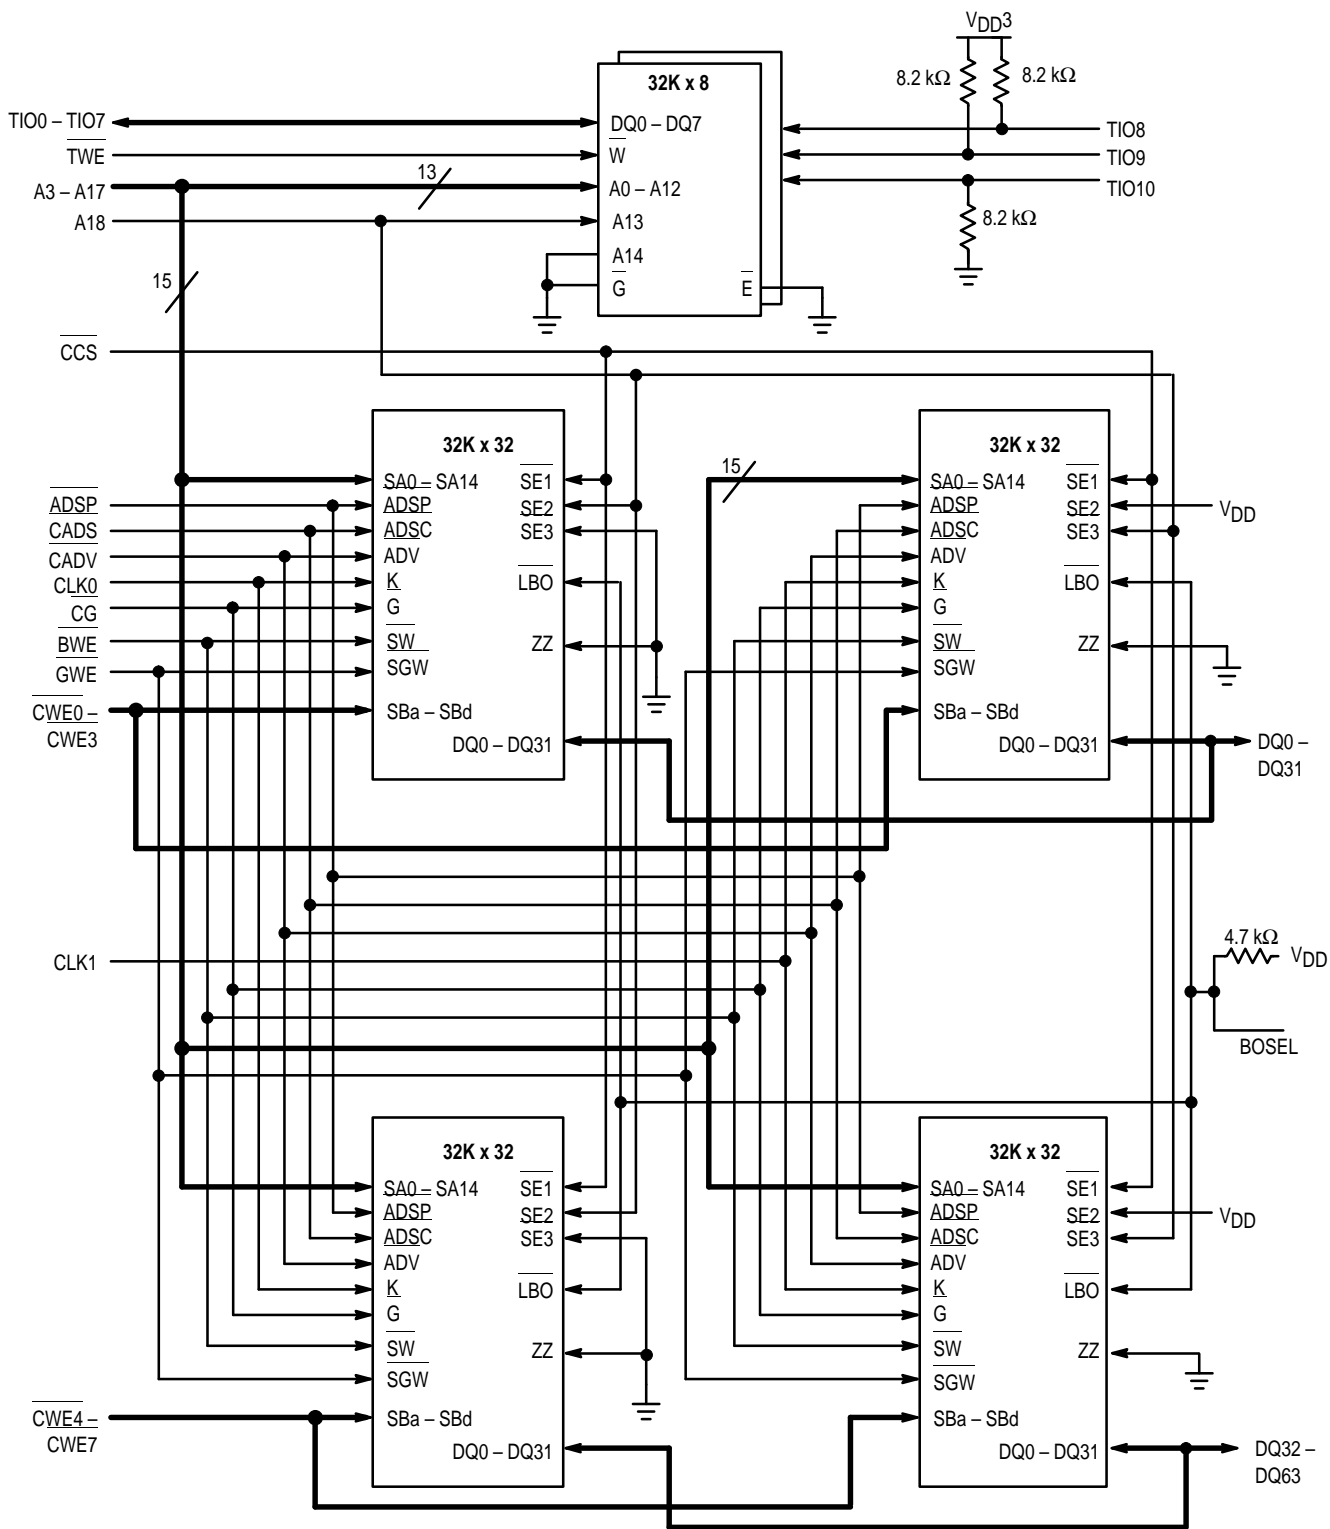 VDD3
8.2 kΩ
8.2 kΩ
32K x 8
TIO0 – TIO7
DQ0 – DQ7
TIO8
TWE
W
TIO9
A3 – A17
13
A0 – A12
TIO10
A18
A13
8.2 kΩ
A14
15
G
E
CCS
32K x 32
SA0 – SA14
SE1
ADSP
SE2
ADSC
SE3
ADV
K
LBO
G
SW
ZZ
SGW
SBa – SBd
DQ0 – DQ31
32K x 32
15
SA0 – SA14
SE1
ADSP
SE2
VDD
ADSC
SE3
ADV
K
LBO
G
SW
ZZ
SGW
SBa – SBd
DQ0 – DQ31
DQ0 –
DQ31
ADSP
CADS
CADV
CLK0
CG
BWE
GWE
CWE0 –
CWE3
CLK1
4.7 kΩ
VDD
BOSEL
32K x 32
SA0 – SA14
SE1
ADSP
SE2
ADSC
SE3
ADV
K
LBO
G
SW
ZZ
SGW
SBa – SBd
DQ0 – DQ31
32K x 32
SA0 – SA14
SE1
ADSP
SE2
VDD
ADSC
SE3
ADV
K
LBO
G
SW
ZZ
SGW
SBa – SBd
DQ0 – DQ31
CWE4 –
CWE7
DQ32 –
DQ63